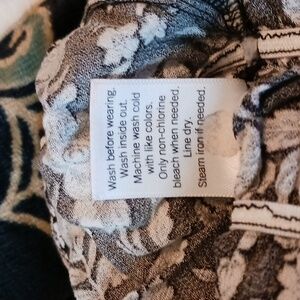 Wash before wearing.
Wash inside out.
Machine wash cold
with like colors.
Only non-chlorine
bleach when needed.
Line dry.
Steam iron if needed.